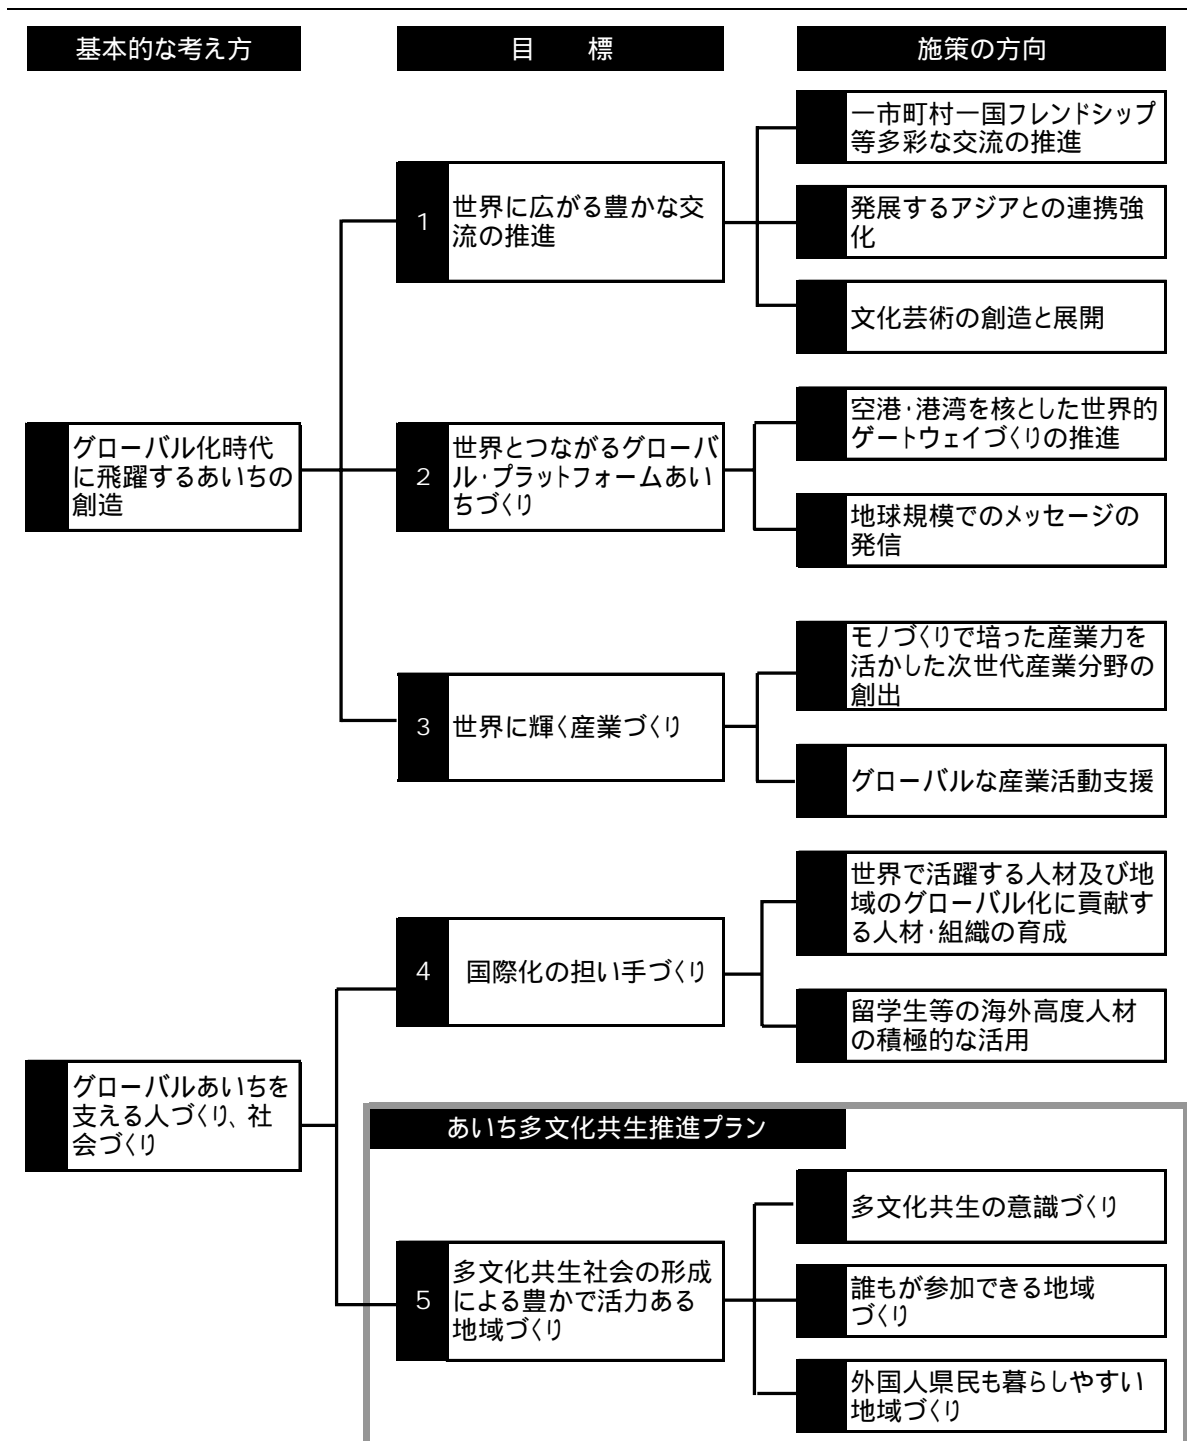 基本的な考え方
目　標
施策の方向
一市町村一国フレンドシップ
等多彩な交流の推進
1
世界に広がる豊かな交
流の推進
発展するアジアとの連携強
化
文化芸術の創造と展開
グローバル化時代
に飛躍するあいちの
創造
2
世界とつながるグローバ
ル・プラットフォームあい
ちづくり
空港・港湾を核とした世界的
ゲートウェイづくりの推進
地球規模でのメッセージの
発信
3
世界に輝く産業づくり
モノづくりで培った産業力を
活かした次世代産業分野の
創出
グローバルな産業活動支援
グローバルあいちを
支える人づくり、社
会づくり
4
国際化の担い手づくり
世界で活躍する人材及び地
域のグローバル化に貢献す
る人材・組織の育成
留学生等の海外高度人材
の積極的な活用
あいち多文化共生推進プラン
5
多文化共生社会の形成
による豊かで活力ある
地域づくり
多文化共生の意識づくり
誰もが参加できる地域
づくり
外国人県民も暮らしやすい
地域づくり